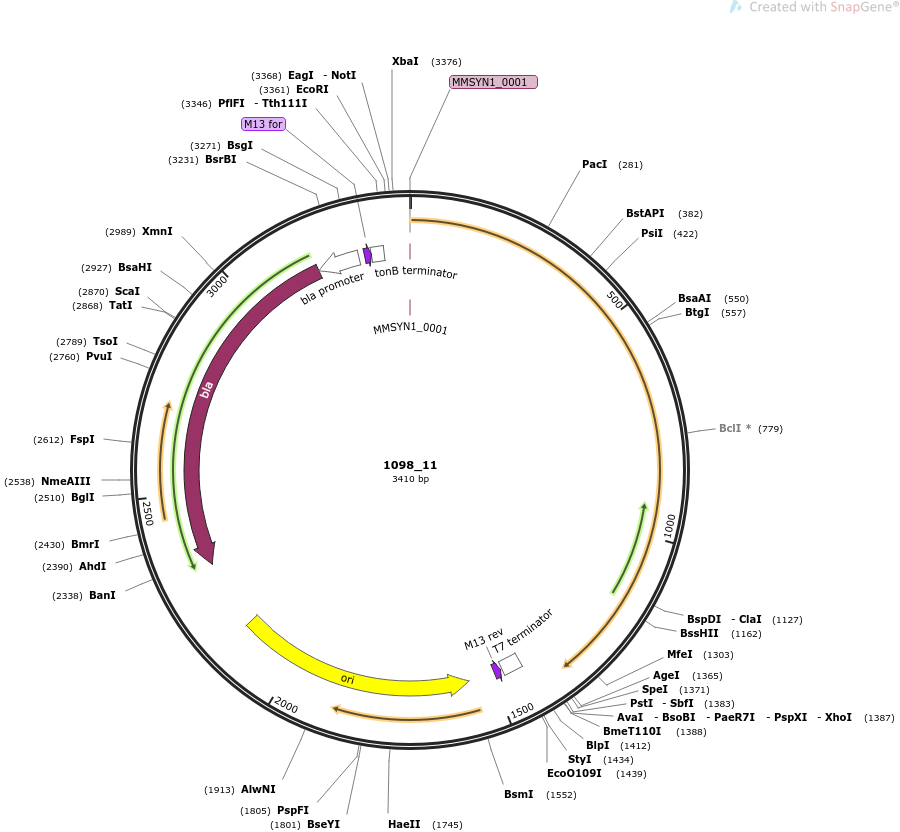 Created with SnapGene®
XbaI (3376)
MMSYN1_0001
(3368) EagI - NotI
(3361) EcoRI
(3346) PflFI - Tth111I
M13 for
(3271) BsgI
(3231) BsrBI
PacI (281)
BstAPI (382)
PsiI (422)
(2989) XmnI
(2927) BsaHI
(2870) ScaI
(2868) TatI
(2789) TsoI
(2760) PvuI
(2612) FspI
(2538) NmeAIII
(2510) BglI
(2430) BmrI
(2390) AhdI
(2338) BanI
3000
bla promoter
tonB terminator
MMSYN1_0001
500
BsaAI (550)
BtgI (557)
bla
BclI * (779)
1098_11
3410 bp
2500
1000
BspDI - ClaI (1127)
BssHII (1162)
MfeI (1303)
AgeI (1365)
SpeI (1371)
PstI - SbfI (1383)
AvaI - BsoBI - PaeR7I - PspXI - XhoI (1387)
BmeT110I (1388)
BlpI (1412)
StyI (1434)
EcoO109I (1439)
M13 rev
T7 terminator
ori
2000
1500
BsmI (1552)
(1913) AlwNI
(1805) PspFI
(1801) BseYI
HaeII (1745)